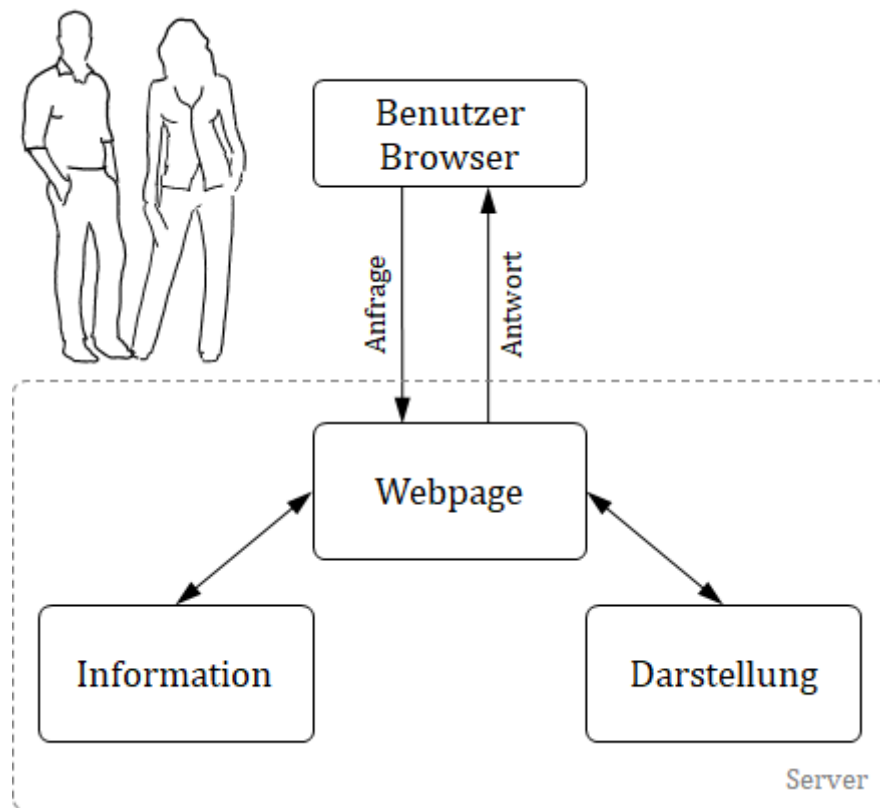 Benutzer
Browser
Anfrage
Antwort
Webpage
Information
Darstellung
Server